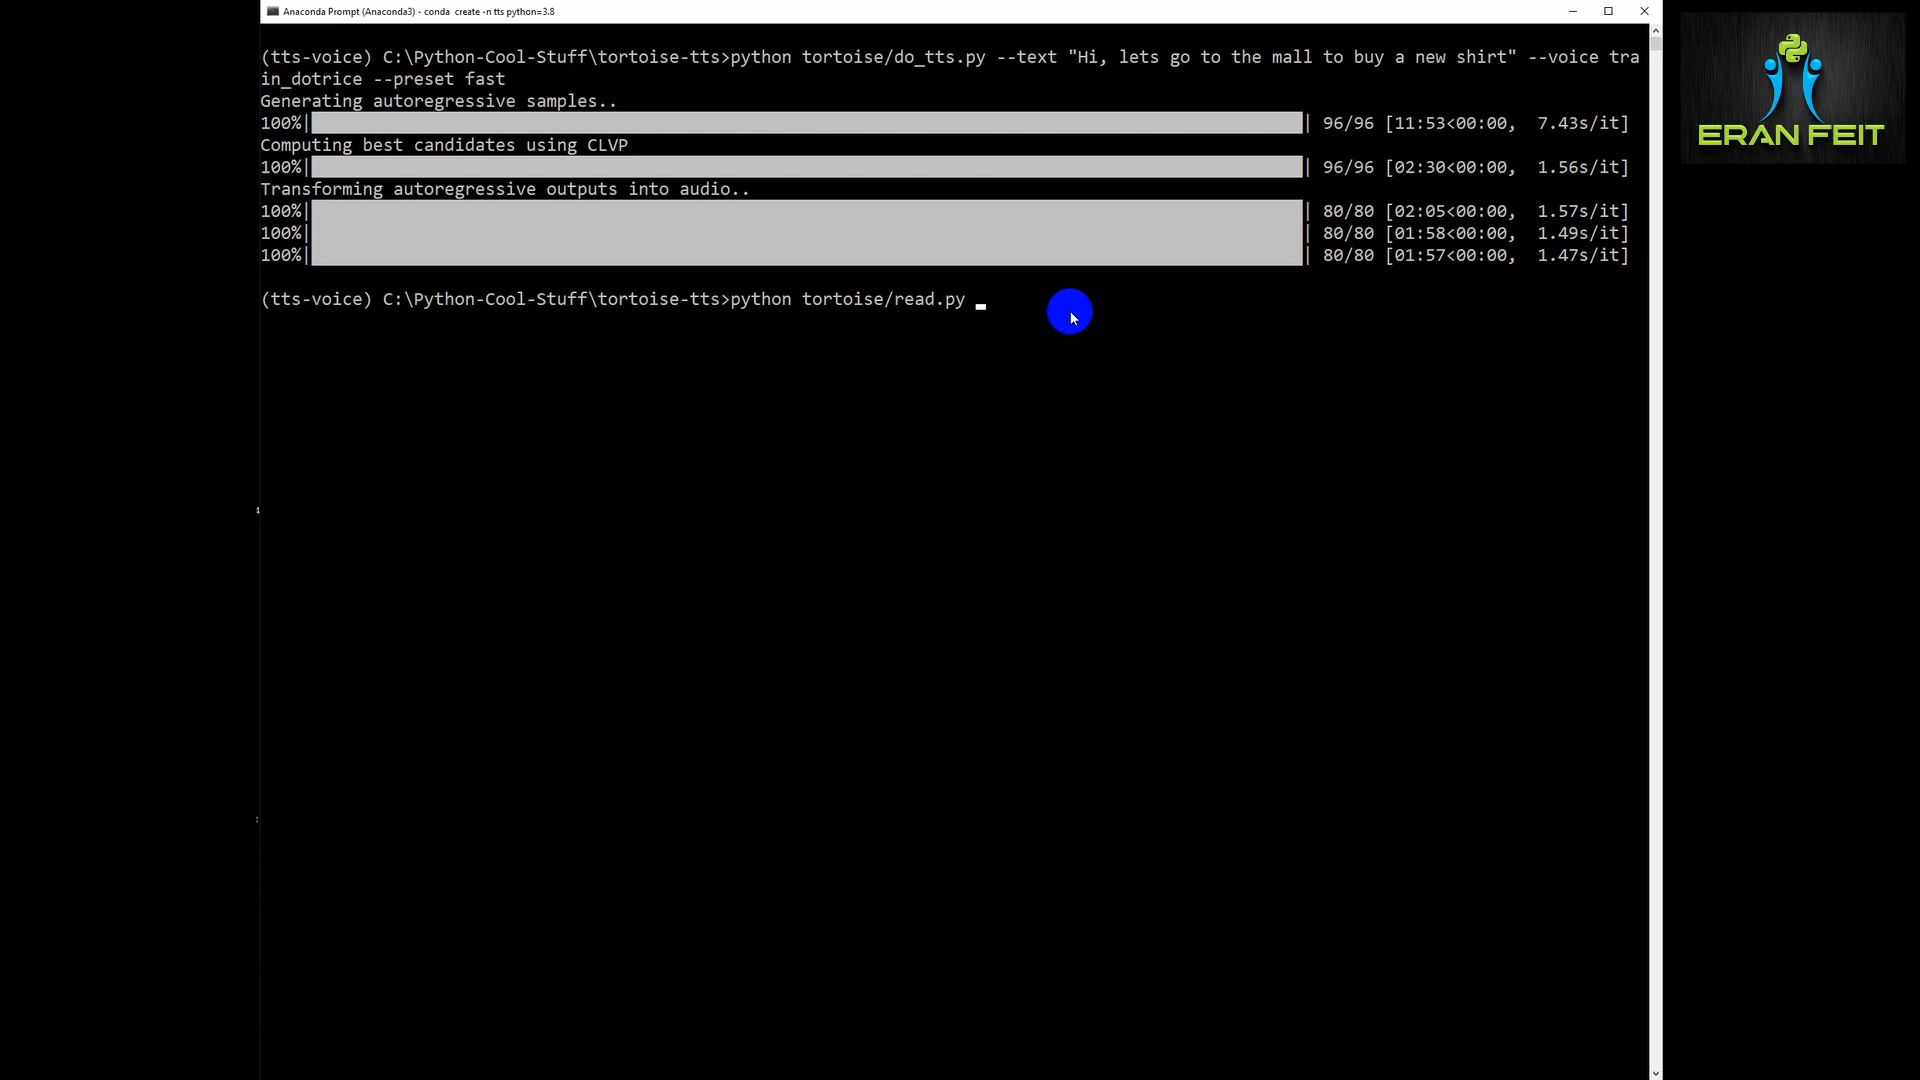 Anaconda Prompt (Anaconda3) - conda  create -n tts python=3.8
(tts-voice) C:\Python-Cool-Stuff\tortoise-tts>python tortoise/do_tts.py --text "Hi, lets go to the mall to buy a new shirt" --voice tra
in_dotrice --preset fast
Generating autoregressive samples..
100%| | 96/96 [11:53<00:00,  7.43s/it]
Computing best candidates using CLVP
100%| | 96/96 [02:30<00:00,  1.56s/it]
Transforming autoregressive outputs into audio..
100%| | 80/80 [02:05<00:00,  1.57s/it]
100%| | 80/80 [01:58<00:00,  1.49s/it]
100%| | 80/80 [01:57<00:00,  1.47s/it]
(tts-voice) C:\Python-Cool-Stuff\tortoise-tts>python tortoise/read.py
ERAN FEIT
4